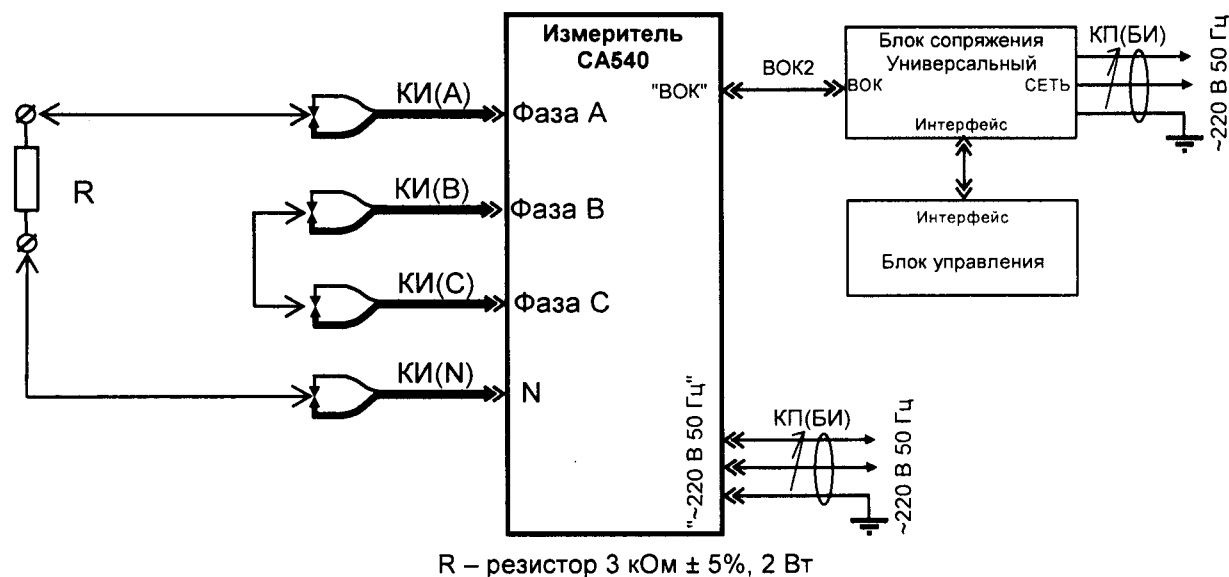 Измеритель
СА540
КИ(А)
Фаза А
R
КИ(В)
Фаза В
КИ(С)
Фаза С
КИ(N)
N
"ВОК"
ВОК2
Блок сопряжения
Универсальный
ВОК
СЕТЬ
Интерфейс
КП(БИ)
~220 В 50 Гц
Интерфейс
Блок управления
"~220 В 50 Гц"
КП(БИ)
~220 В 50 Гц
R – резистор 3 кОм ± 5%, 2 Вт